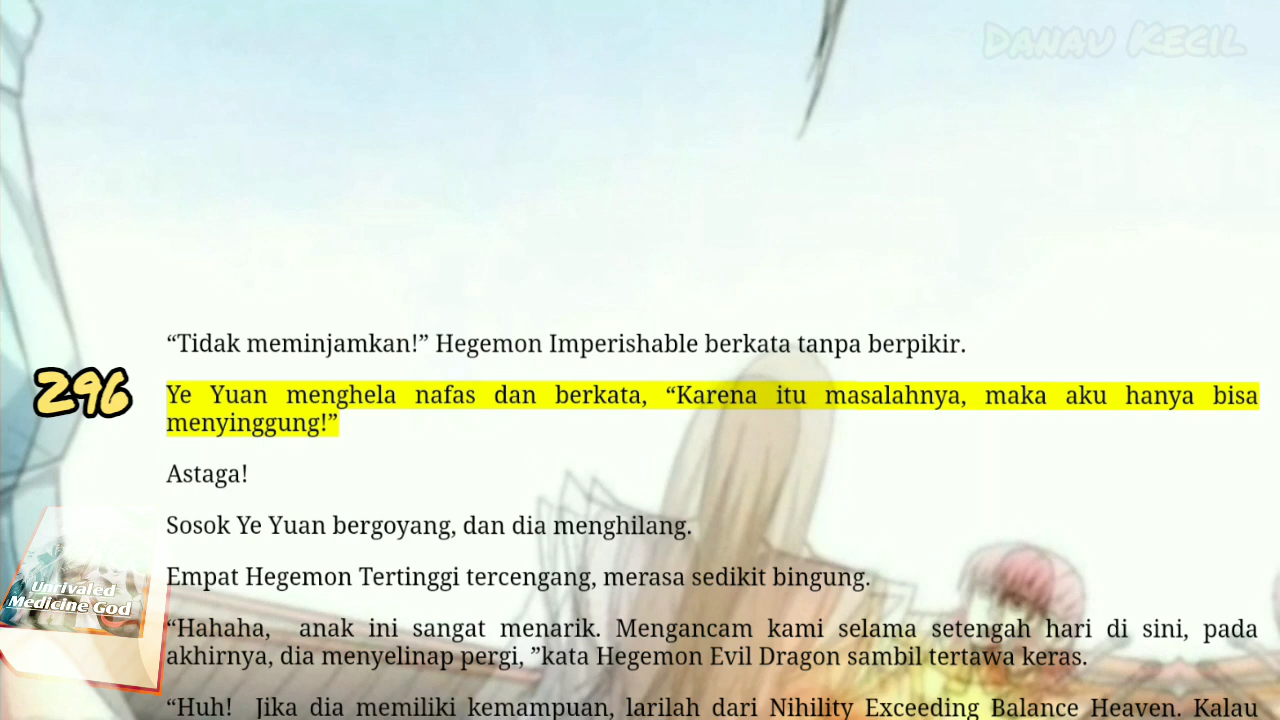 Danau Kecil
“Tidak meminjamkan!” Hegemon Imperishable berkata tanpa berpikir.
296
Ye Yuan menghela nafas dan berkata, “Karena itu masalahnya, maka aku hanya bisa
menyinggung!”
Astaga!
Sosok Ye Yuan bergoyang, dan dia menghilang.
Empat Hegemon Tertinggi tercengang, merasa sedikit bingung.
Unrivaled
Medicine God
“Hahaha,  anak ini sangat menarik. Mengancam kami selama setengah hari di sini, pada
akhirnya, dia menyelinap pergi, ”kata Hegemon Evil Dragon sambil tertawa keras.
“Huh!  Jika dia memiliki kemampuan, larilah dari Nihility Exceeding Balance Heaven. Kalau